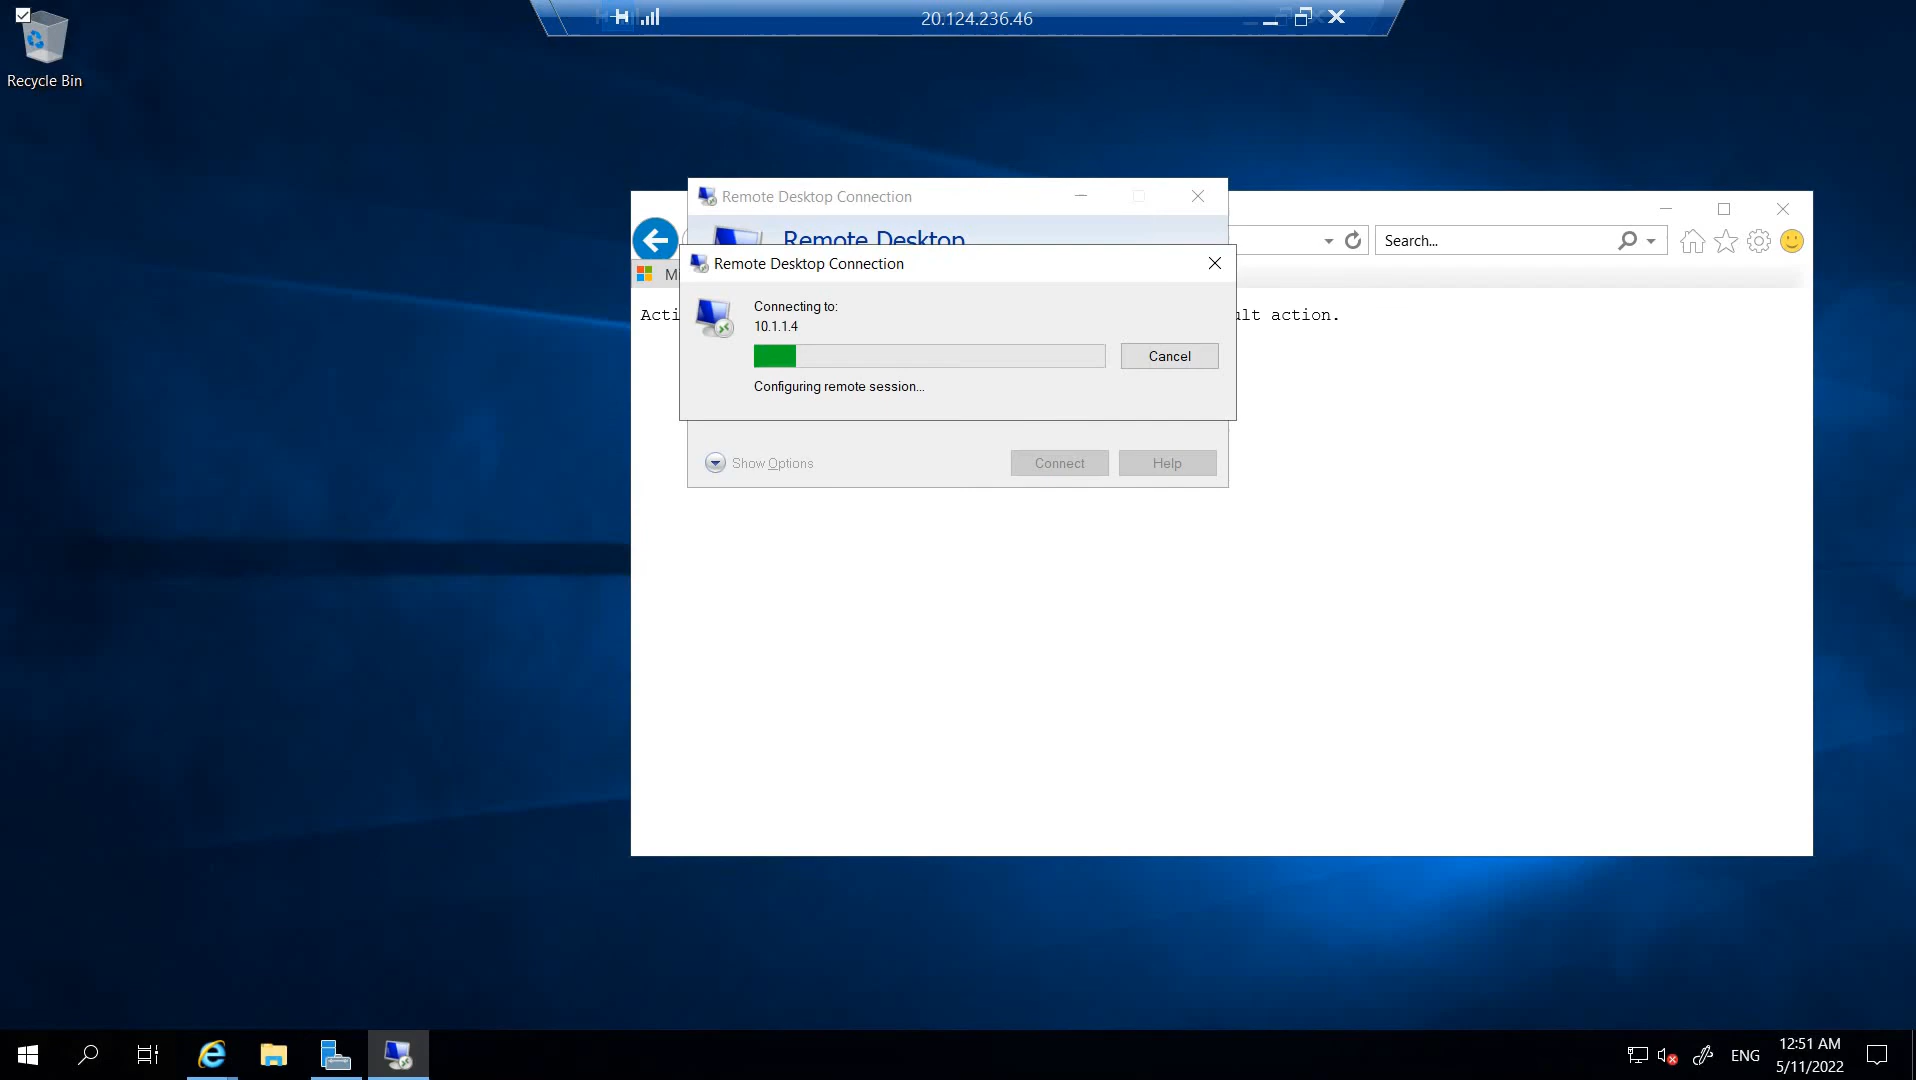 20.124.236.46
Recycle Bin
Remote Desktop Connection
Remote Desktop
Search...
Remote Desktop Connection
Connecting to:
10.1.1.4
Cancel
Configuring remote session...
Acti
ult action.
Show Options
Connect
Help
ENG
12:51 AM
5/11/2022